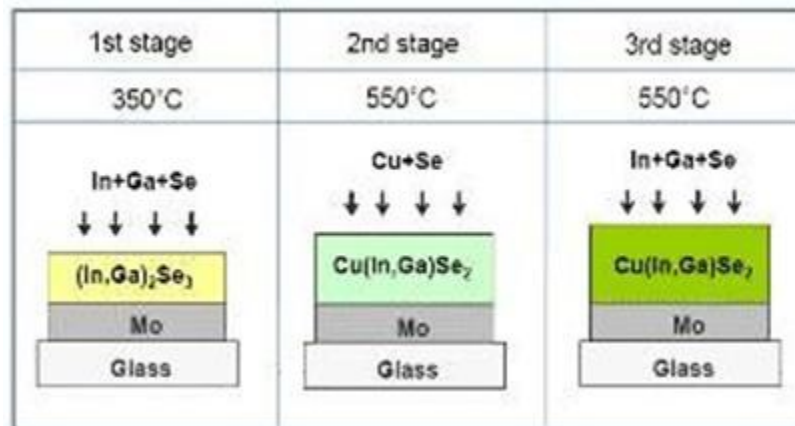 1st stage
2nd stage
3rd stage
350°C
550°C
550°C
In+Ga+Se
Cu+Se
In+Ga+Se
(In,Ga)₂Se₃
Cu(In,Ga)Se₂
Cu(In,Ga)Se₂
Mo
Mo
Mo
Glass
Glass
Glass